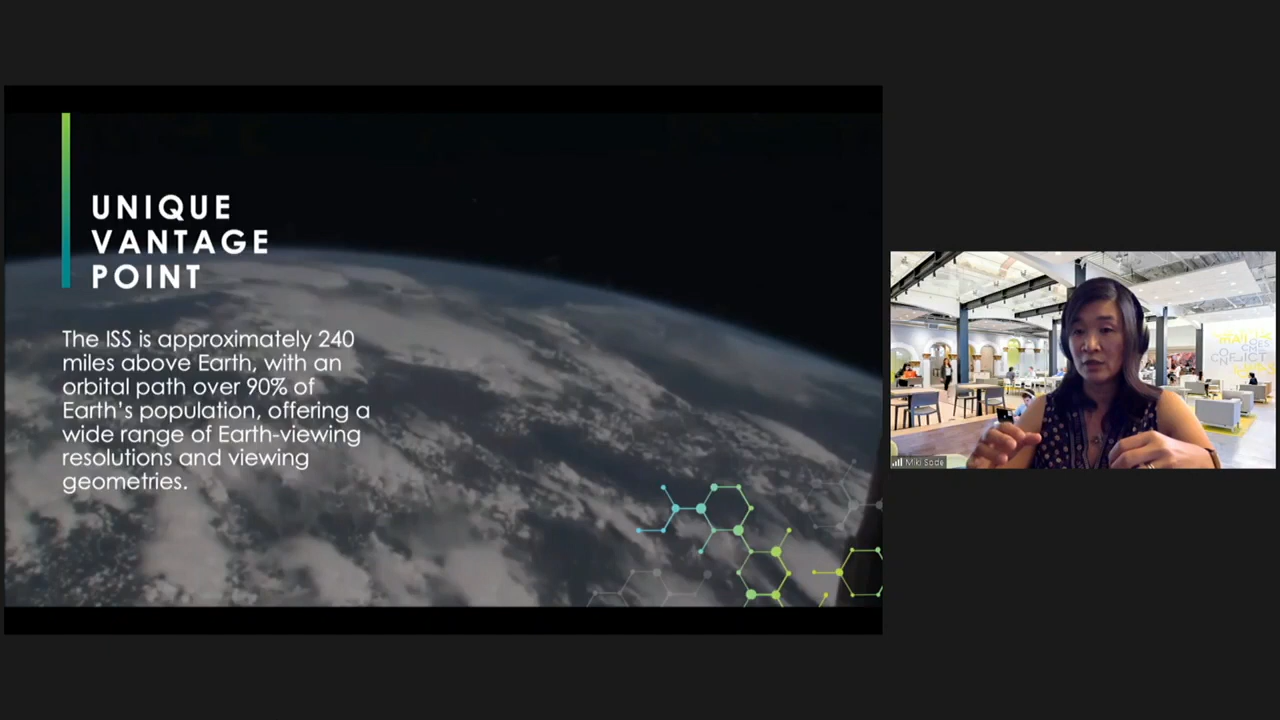 UNIQUE
VANTAGE
POINT
The ISS is approximately 240
miles above Earth, with an
orbital path over 90% of
Earth's population, offering a
wide range of Earth-viewing
resolutions and viewing
geometries.
CONFLICT
Miki Sode